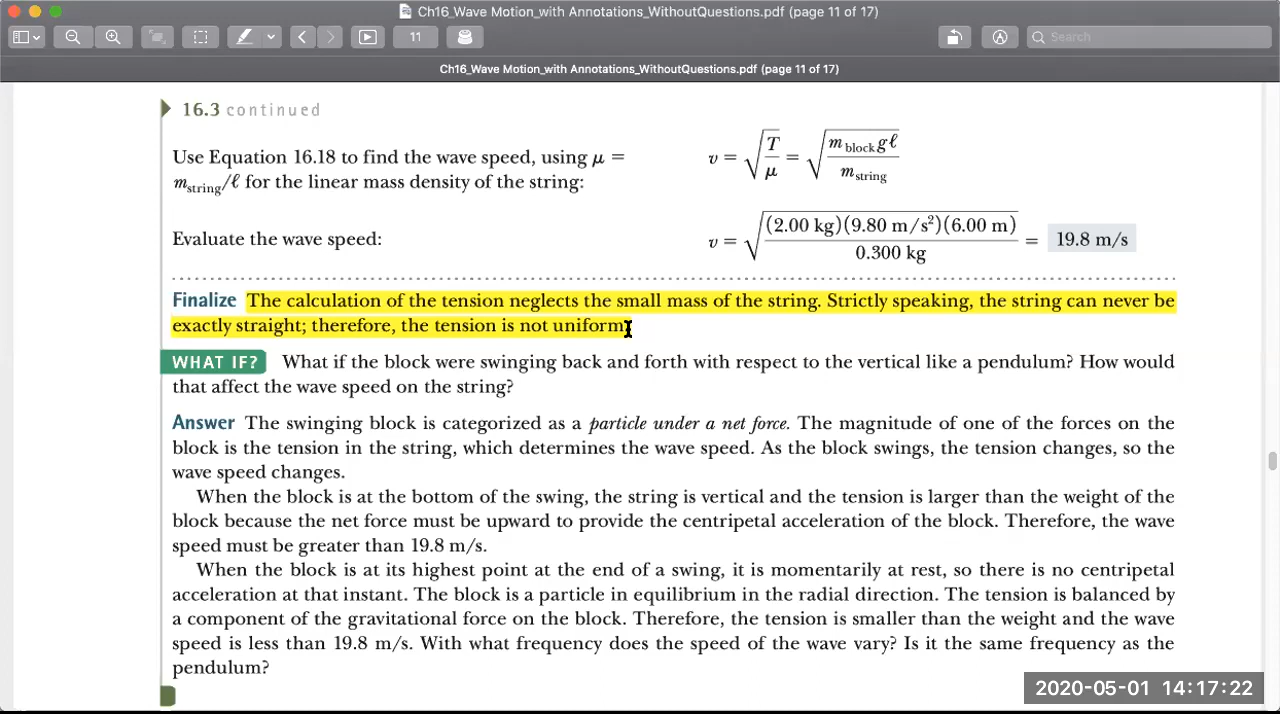 Ch16_Wave Motion_with Annotations_WithoutQuestions.pdf (page 11 of 17)
11
Search
Ch16_Wave Motion_with Annotations_WithoutQuestions.pdf (page 11 of 17)
16.3 continued
Use Equation 16.18 to find the wave speed, using μ =
m_string/ℓ for the linear mass density of the string:
v = √(T/μ) = √(m_block gℓ/m_string)
Evaluate the wave speed:
v = √((2.00 kg)(9.80 m/s²)(6.00 m)/0.300 kg) = 19.8 m/s
Finalize The calculation of the tension neglects the small mass of the string. Strictly speaking, the string can never be
exactly straight; therefore, the tension is not uniform.
WHAT IF? What if the block were swinging back and forth with respect to the vertical like a pendulum? How would
that affect the wave speed on the string?
Answer The swinging block is categorized as a particle under a net force. The magnitude of one of the forces on the
block is the tension in the string, which determines the wave speed. As the block swings, the tension changes, so the
wave speed changes.
When the block is at the bottom of the swing, the string is vertical and the tension is larger than the weight of the
block because the net force must be upward to provide the centripetal acceleration of the block. Therefore, the wave
speed must be greater than 19.8 m/s.
When the block is at its highest point at the end of a swing, it is momentarily at rest, so there is no centripetal
acceleration at that instant. The block is a particle in equilibrium in the radial direction. The tension is balanced by
a component of the gravitational force on the block. Therefore, the tension is smaller than the weight and the wave
speed is less than 19.8 m/s. With what frequency does the speed of the wave vary? Is it the same frequency as the
pendulum?
2020-05-01 14:17:22